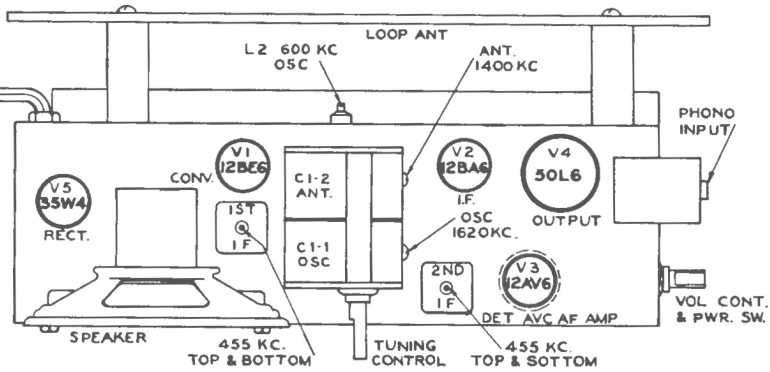 LOOP ANT
L2 600 KC
OSC
ANT.
1400 KC
PHONO
INPUT
V1
12BE6
CONV.
V2
12BA6
I.F.
V4
50L6
OUTPUT
V5
35W4
RECT.
C1-2
ANT.
1ST
IF
C1-1
OSC
OSC
1620KC.
2ND
IF
V3
12AV6
DET AVC AF AMP
VOL CONT.
& PWR. SW.
SPEAKER
455 KC.
TOP & BOTTOM
TUNING
CONTROL
455 KC.
TOP & SOTTOM